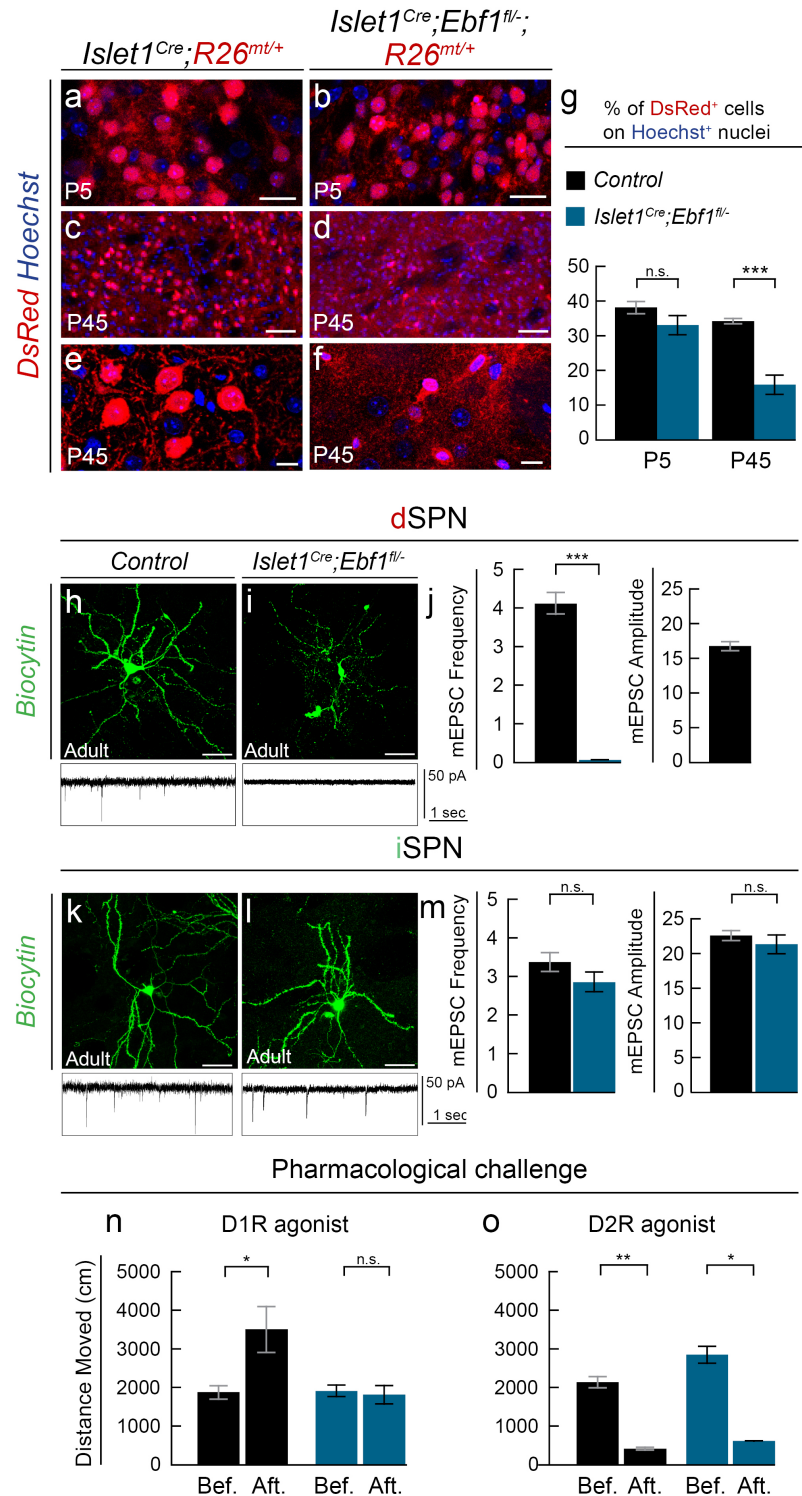 Islet1Cre;R26mt/+
Islet1Cre;Ebf1fl/-;
R26mt/+
DsRed Hoechst
a
P5
b
P5
c
P45
d
P45
e
P45
f
P45
g
% of DsRed+ cells
on Hoechst+ nuclei
Control
Islet1Cre;Ebf1fl/-
50
40
30
20
10
0
n.s.
***
P5
P45
dSPN
Control
Islet1Cre;Ebf1fl/-
Biocytin
h
Adult
i
Adult
50 pA
1 sec
j
mEPSC Frequency
5
4
3
2
1
0
***
mEPSC Amplitude
25
20
15
10
5
0
iSPN
Biocytin
k
Adult
l
Adult
50 pA
1 sec
m
mEPSC Frequency
5
4
3
2
1
0
n.s.
mEPSC Amplitude
25
20
15
10
5
0
n.s.
Pharmacological challenge
n
D1R agonist
Distance Moved (cm)
5000
4000
3000
2000
1000
0
*
n.s.
Bef. Aft. Bef. Aft.
o
D2R agonist
5000
4000
3000
2000
1000
0
**
*
Bef. Aft. Bef. Aft.